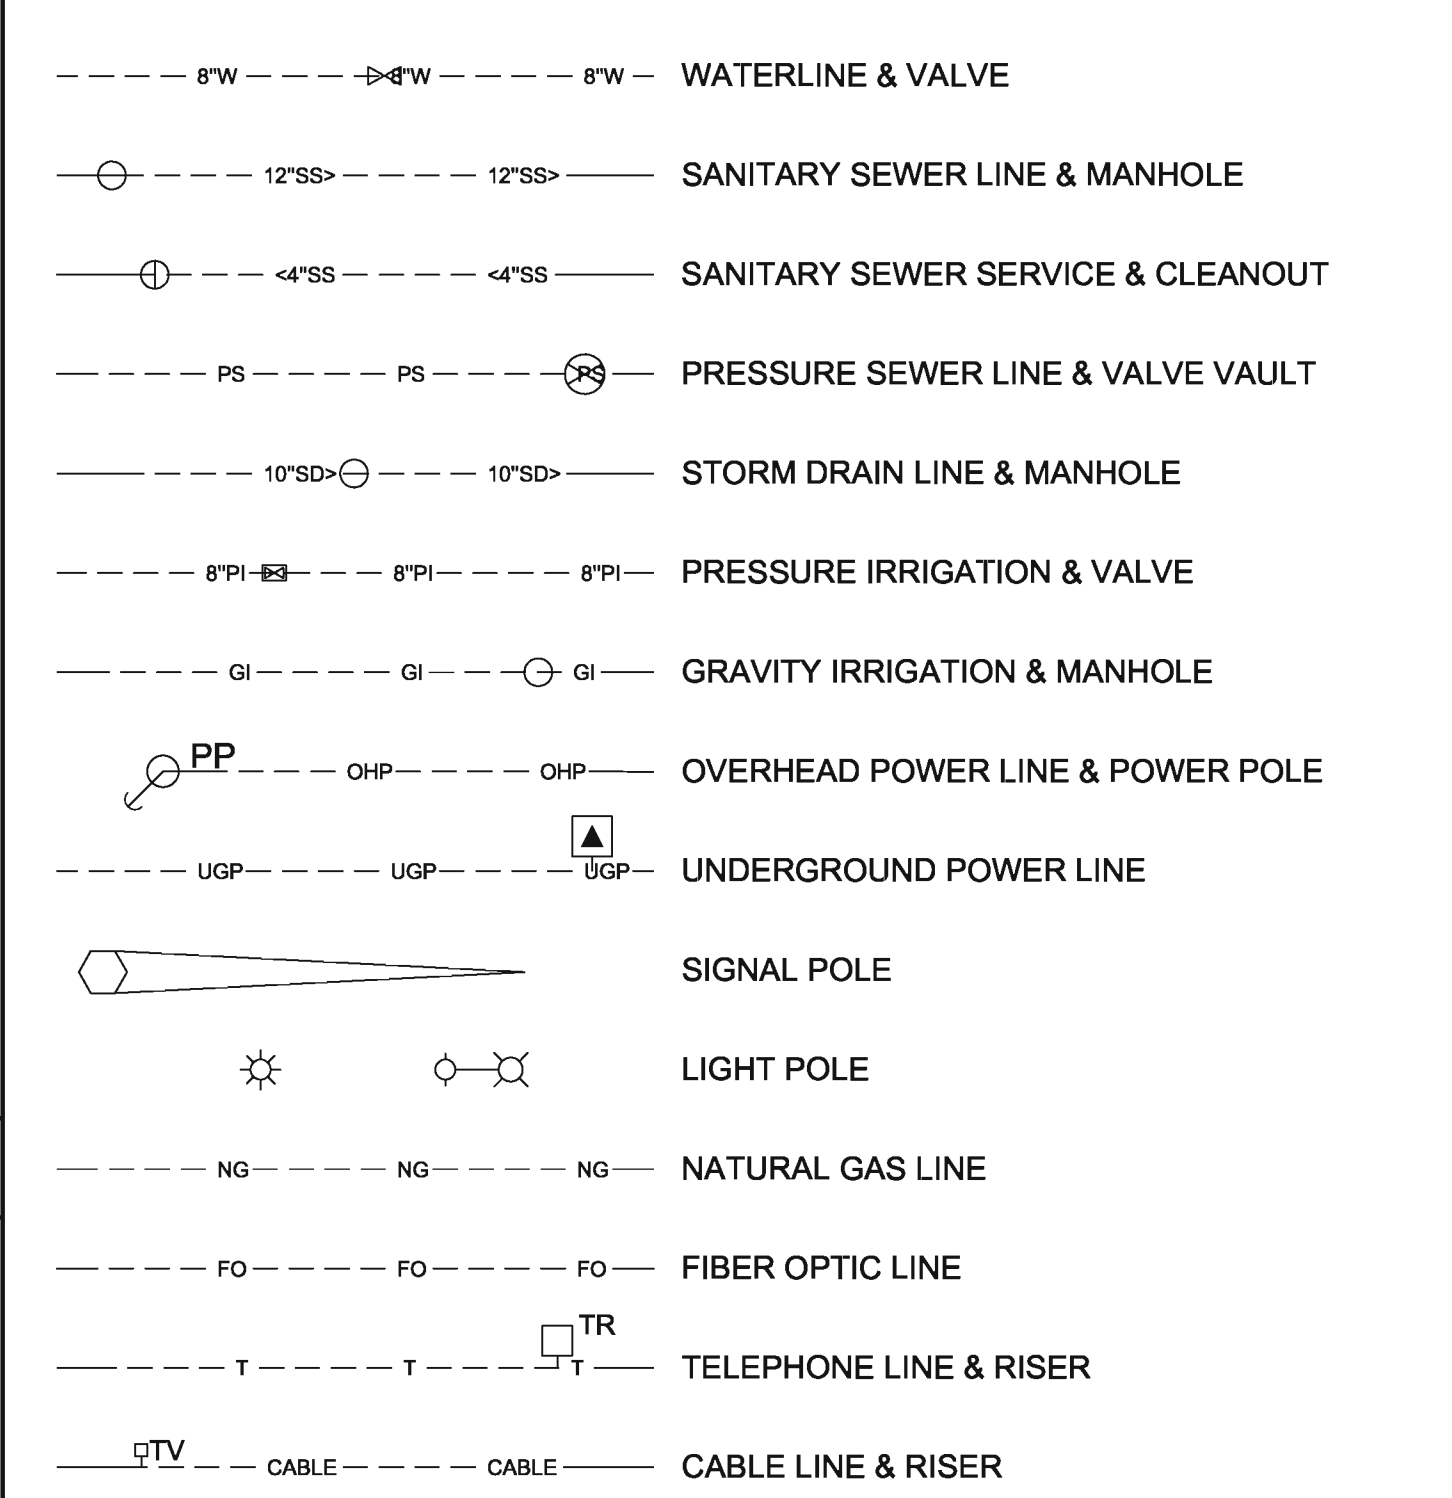 8"W 8"W 8"W WATERLINE & VALVE
12"SS> 12"SS> SANITARY SEWER LINE & MANHOLE
<4"SS <4"SS SANITARY SEWER SERVICE & CLEANOUT
PS PS PS PRESSURE SEWER LINE & VALVE VAULT
10"SD> 10"SD> STORM DRAIN LINE & MANHOLE
8"PI 8"PI 8"PI PRESSURE IRRIGATION & VALVE
GI GI GI GRAVITY IRRIGATION & MANHOLE
PP
OHP OHP OVERHEAD POWER LINE & POWER POLE
UGP UGP UGP UNDERGROUND POWER LINE
SIGNAL POLE
LIGHT POLE
NG NG NG NATURAL GAS LINE
FO FO FO FIBER OPTIC LINE
TR
T T T TELEPHONE LINE & RISER
TV
CABLE CABLE CABLE LINE & RISER